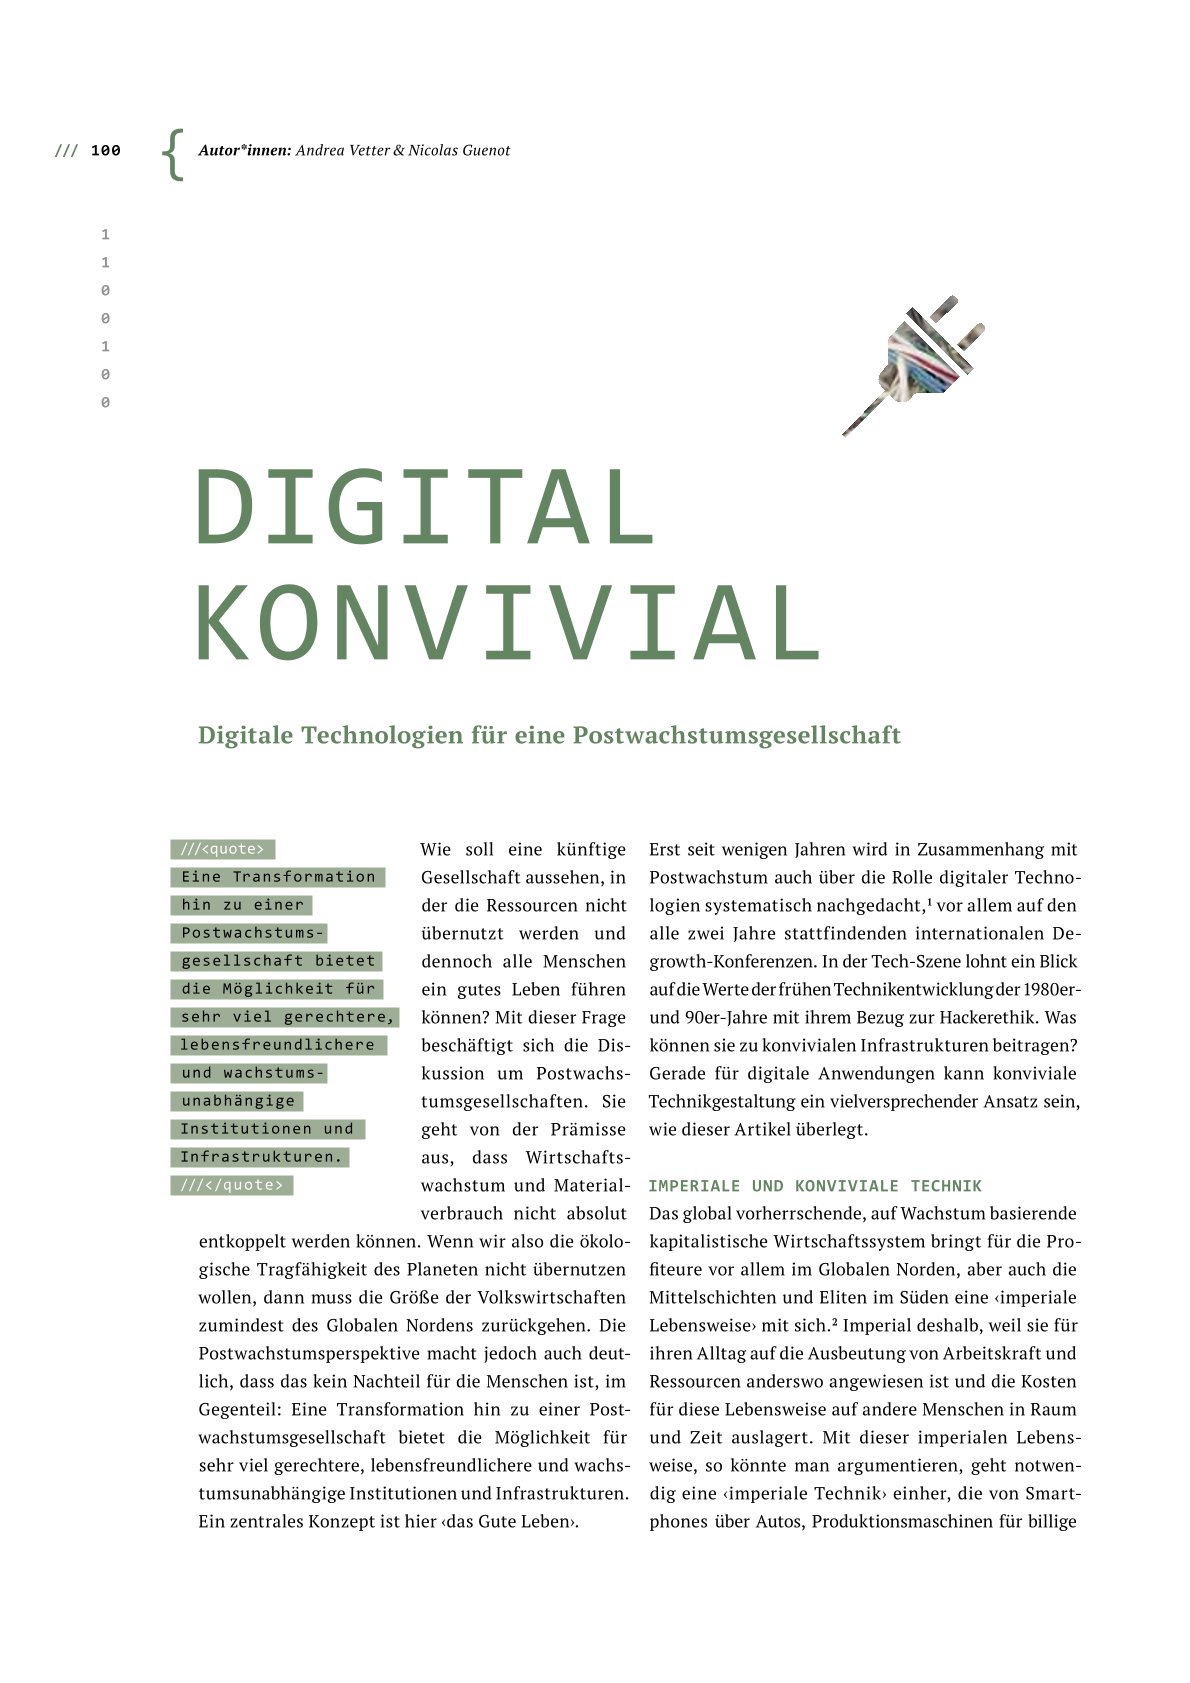 /// 100
{ Autor*innen: Andrea Vetter & Nicolas Guenot
1
1
0
0
1
0
0
DIGITAL
KONVIVIAL
Digitale Technologien für eine Postwachstumsgesellschaft
///<quote>
Eine Transformation
hin zu einer
Postwachstums-
gesellschaft bietet
die Möglichkeit für
sehr viel gerechtere,
lebensfreundlichere
und wachstums-
unabhängige
Institutionen und
Infrastrukturen.
///</quote>
Wie soll eine künftige
Gesellschaft aussehen, in
der die Ressourcen nicht
übernutzt werden und
dennoch alle Menschen
ein gutes Leben führen
können? Mit dieser Frage
beschäftigt sich die Dis-
kussion um Postwachs-
tumsgesellschaften. Sie
geht von der Prämisse
aus, dass Wirtschafts-
wachstum und Material-
verbrauch nicht absolut
entkoppelt werden können. Wenn wir also die ökolo-
gische Tragfähigkeit des Planeten nicht übernutzen
wollen, dann muss die Größe der Volkswirtschaften
zumindest des Globalen Nordens zurückgehen. Die
Postwachstumsperspektive macht jedoch auch deut-
lich, dass das kein Nachteil für die Menschen ist, im
Gegenteil: Eine Transformation hin zu einer Post-
wachstumsgesellschaft bietet die Möglichkeit für
sehr viel gerechtere, lebensfreundlichere und wachs-
tumsunabhängige Institutionen und Infrastrukturen.
Ein zentrales Konzept ist hier ‹das Gute Leben›.
Erst seit wenigen Jahren wird in Zusammenhang mit
Postwachstum auch über die Rolle digitaler Techno-
logien systematisch nachgedacht,¹ vor allem auf den
alle zwei Jahre stattfindenden internationalen De-
growth-Konferenzen. In der Tech-Szene lohnt ein Blick
auf die Werte der frühen Technikentwicklung der 1980er-
und 90er-Jahre mit ihrem Bezug zur Hackerethik. Was
können sie zu konvivialen Infrastrukturen beitragen?
Gerade für digitale Anwendungen kann konviviale
Technikgestaltung ein vielversprechender Ansatz sein,
wie dieser Artikel überlegt.
IMPERIALE UND KONVIVIALE TECHNIK
Das global vorherrschende, auf Wachstum basierende
kapitalistische Wirtschaftssystem bringt für die Pro-
fiteure vor allem im Globalen Norden, aber auch die
Mittelschichten und Eliten im Süden eine ‹imperiale
Lebensweise› mit sich.² Imperial deshalb, weil sie für
ihren Alltag auf die Ausbeutung von Arbeitskraft und
Ressourcen anderswo angewiesen ist und die Kosten
für diese Lebensweise auf andere Menschen in Raum
und Zeit auslagert. Mit dieser imperialen Lebens-
weise, so könnte man argumentieren, geht notwen-
dig eine ‹imperiale Technik› einher, die von Smart-
phones über Autos, Produktionsmaschinen für billige